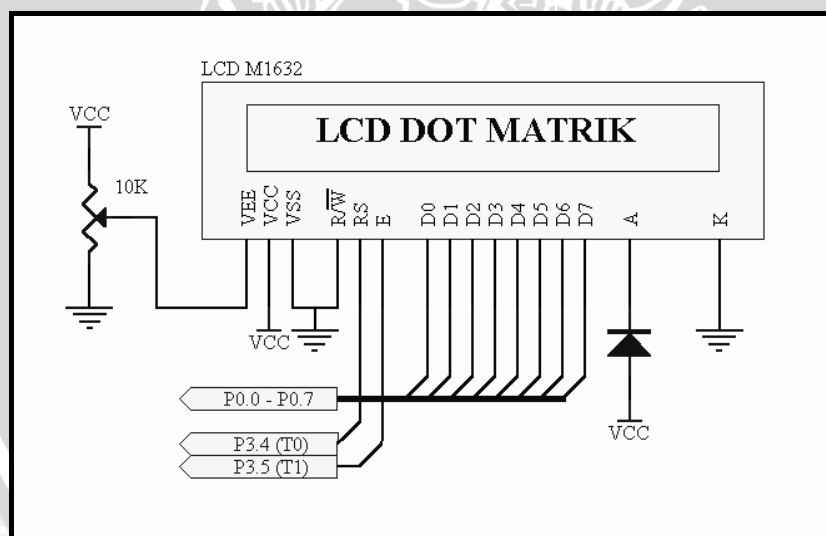 LCD M1632
LCD DOT MATRIK
VCC
10K
VEE
VCC
VSS
R/W
RS
E
D0
D1
D2
D3
D4
D5
D6
D7
A
K
VCC
P0.0 - P0.7
P3.4 (T0)
P3.5 (T1)
VCC